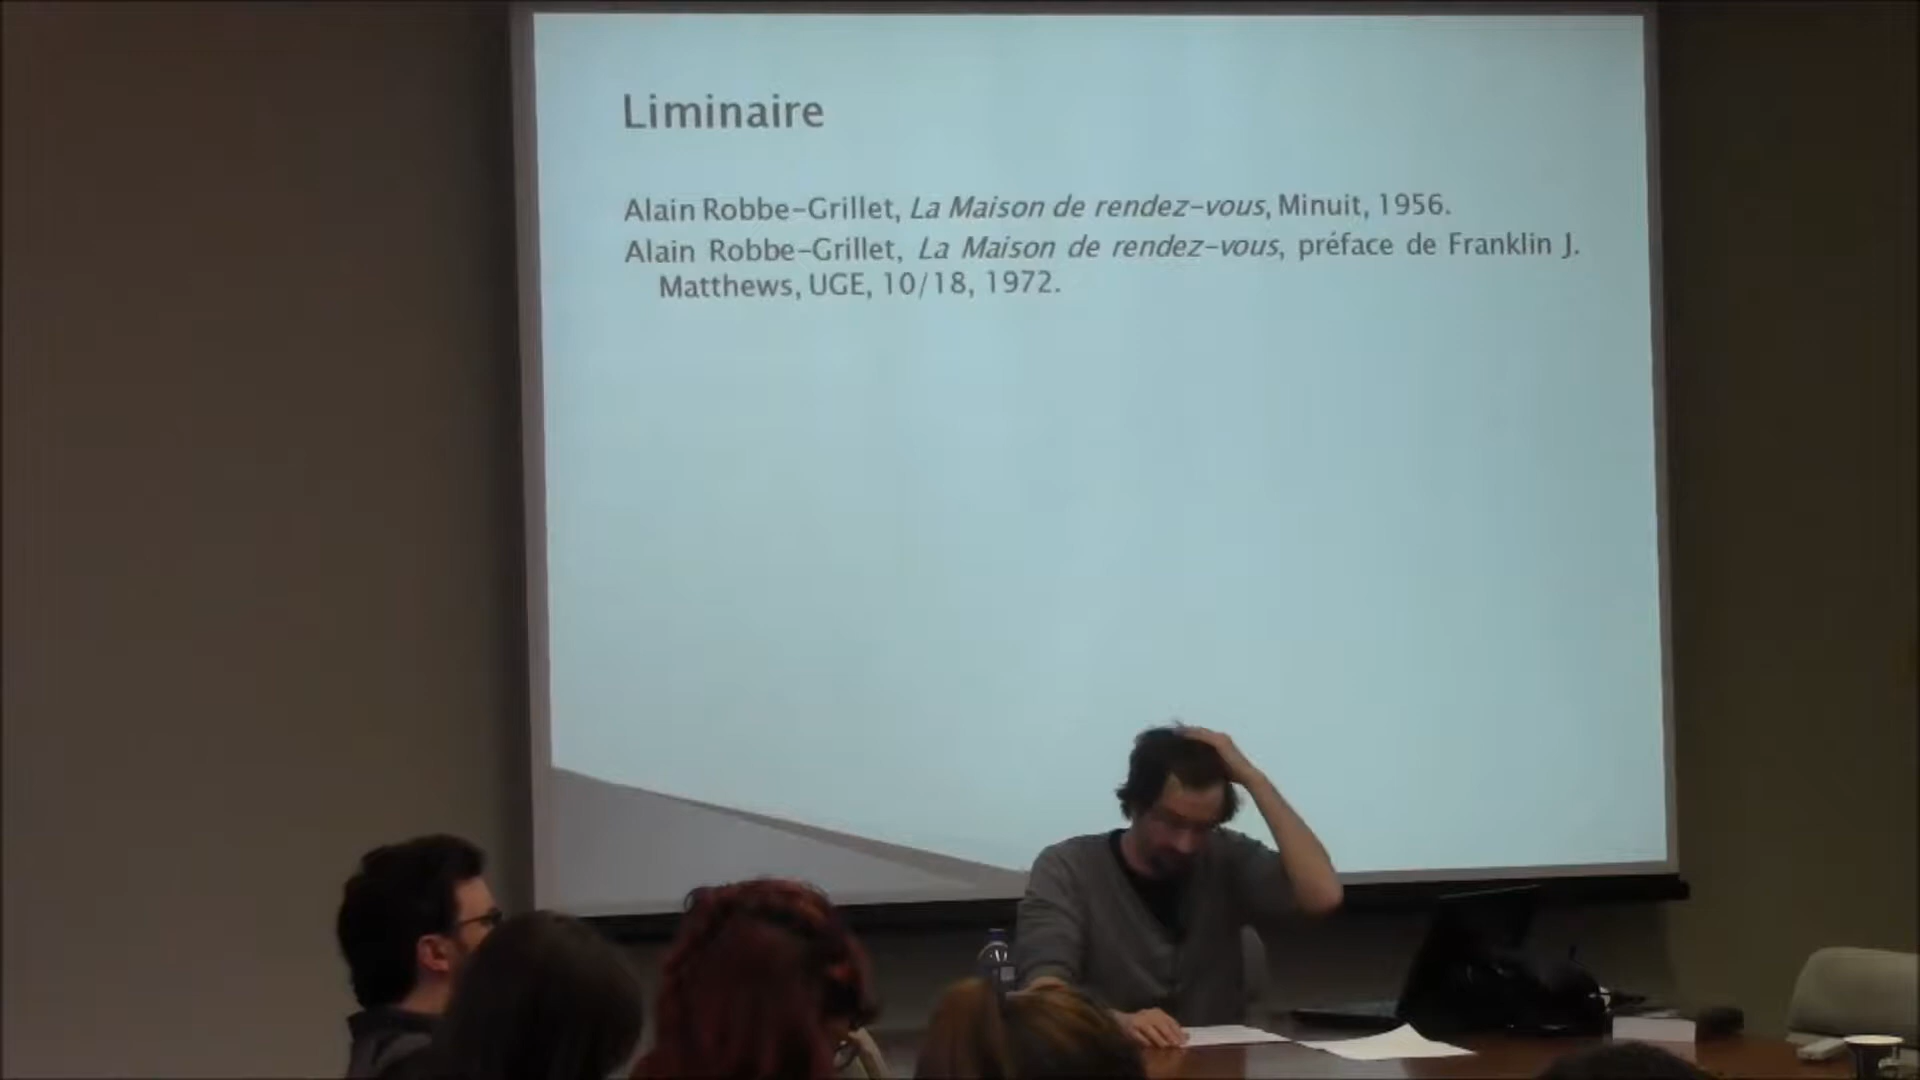 Liminaire
Alain Robbe-Grillet, La Maison de rendez-vous, Minuit, 1956.
Alain Robbe-Grillet, La Maison de rendez-vous, préface de Franklin J.
Matthews, UGE, 10/18, 1972.